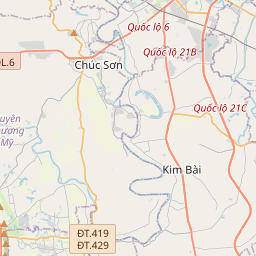 Quốc lộ 6
Quốc lộ 21B
QL.6
Chúc Sơn
Quốc lộ 21C
Mỹ
Kim Bài
ĐT.419
ĐT.429